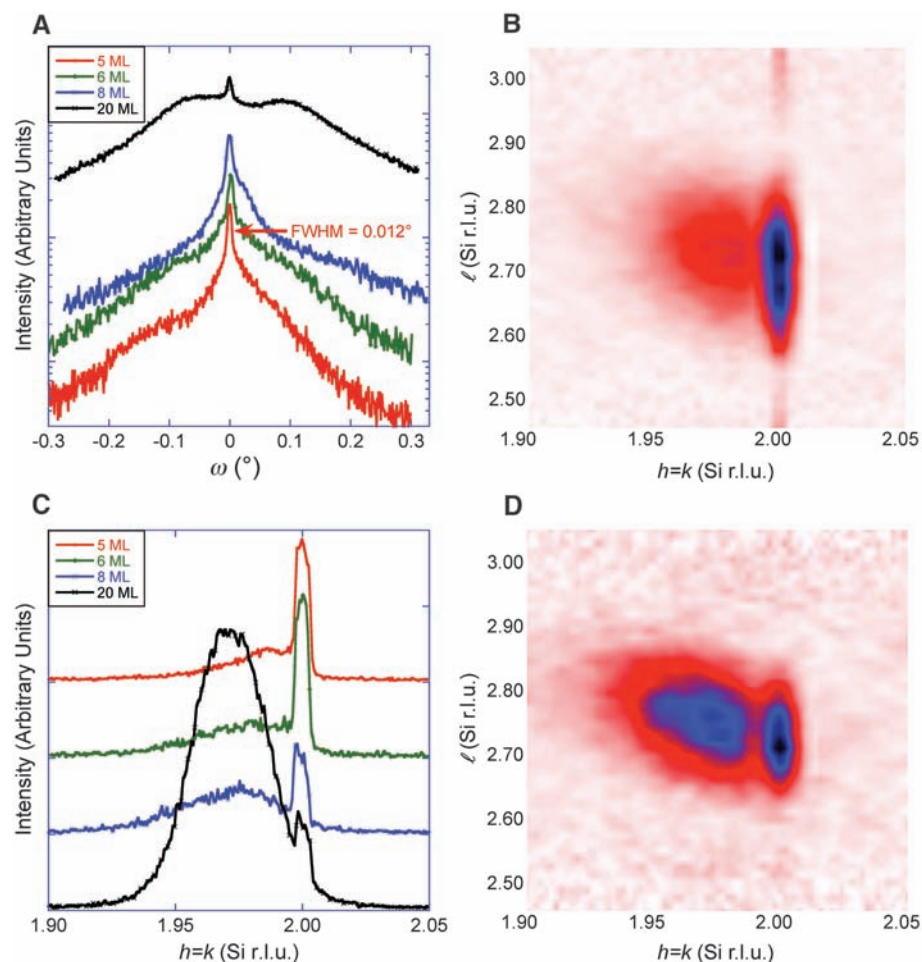 A
5 ML
6 ML
8 ML
20 ML
FWHM = 0.012°
Intensity (Arbitrary Units)
-0.3 -0.2 -0.1 0 0.1 0.2 0.3
ω (°)
B
3.00
2.90
2.80
2.70
2.60
2.50
ℓ (Si r.l.u.)
1.90 1.95 2.00 2.05
h=k (Si r.l.u.)
C
5 ML
6 ML
8 ML
20 ML
Intensity (Arbitrary Units)
1.90 1.95 2.00 2.05
h=k (Si r.l.u.)
D
3.00
2.90
2.80
2.70
2.60
2.50
ℓ (Si r.l.u.)
1.90 1.95 2.00 2.05
h=k (Si r.l.u.)